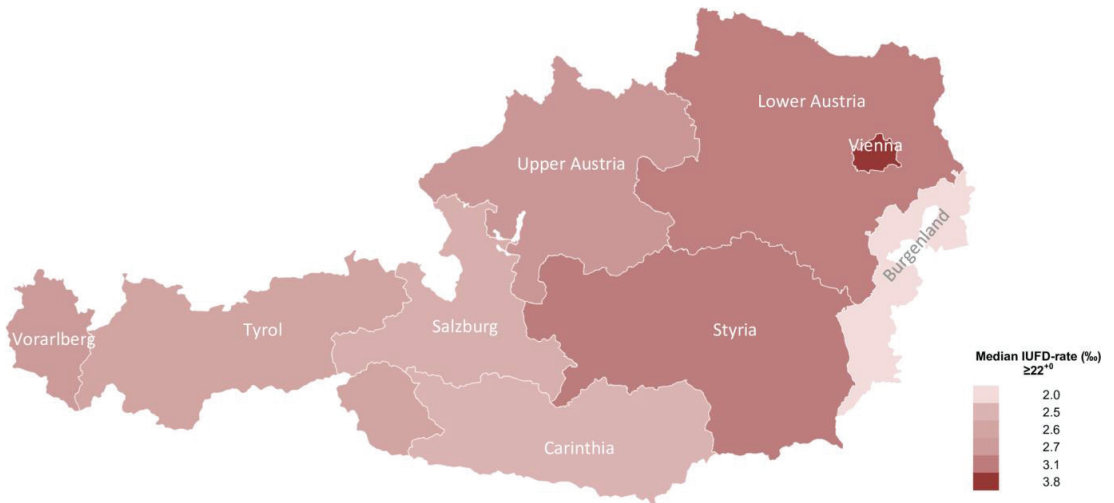 Lower Austria
Vienna
Upper Austria
Burgenland
Vorarlberg
Tyrol
Salzburg
Styria
Carinthia
Median IUFD-rate (‰)
≥22⁺⁰
2.0
2.5
2.6
2.7
3.1
3.8